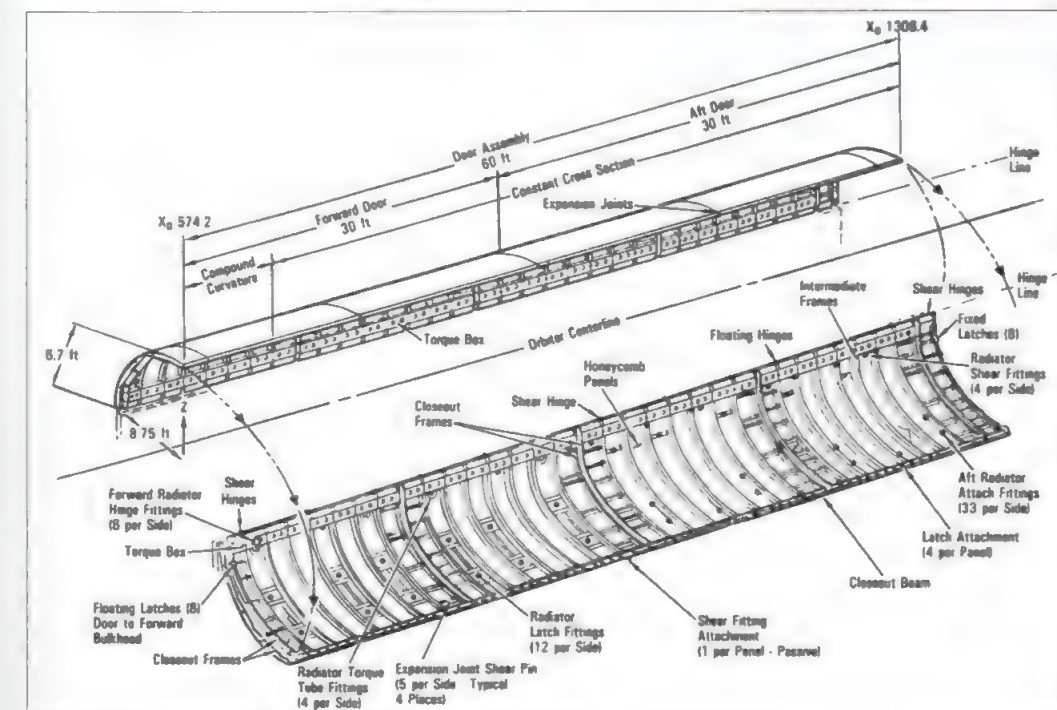 X₀ 1306.4
Door Assembly
60 ft
Aft Door
30 ft
Constant Cross Section
Forward Door
30 ft
X₀ 574 2
Expansion Joints
Hinge
Line
Compound
Curvature
Torque Box
Orbiter Centerline
6.7 ft
8 75 ft
Z
Hinge
Line
Intermediate
Frames
Shear Hinges
Fixed
Latches (8)
Floating Hinges
Radiator
Shear Fittings
(4 per Side)
Honeycomb
Panels
Shear Hinge
Closeout
Frames
Forward Radiator
Hinge Fittings
(6 per Side)
Shear
Hinges
Torque Box
Floating Latches (8)
Door to Forward
Bulkhead
Closeout Frames
Radiator Torque
Tube Fittings
(4 per Side)
Expansion Joint Shear Pin
(5 per Side Typical
4 Places)
Radiator
Latch Fittings
(12 per Side)
Shear Fitting
Attachment
(1 per Panel - Passive)
Closeout Beam
Latch Attachment
(4 per Panel)
Aft Radiator
Attach Fittings
(33 per Side)